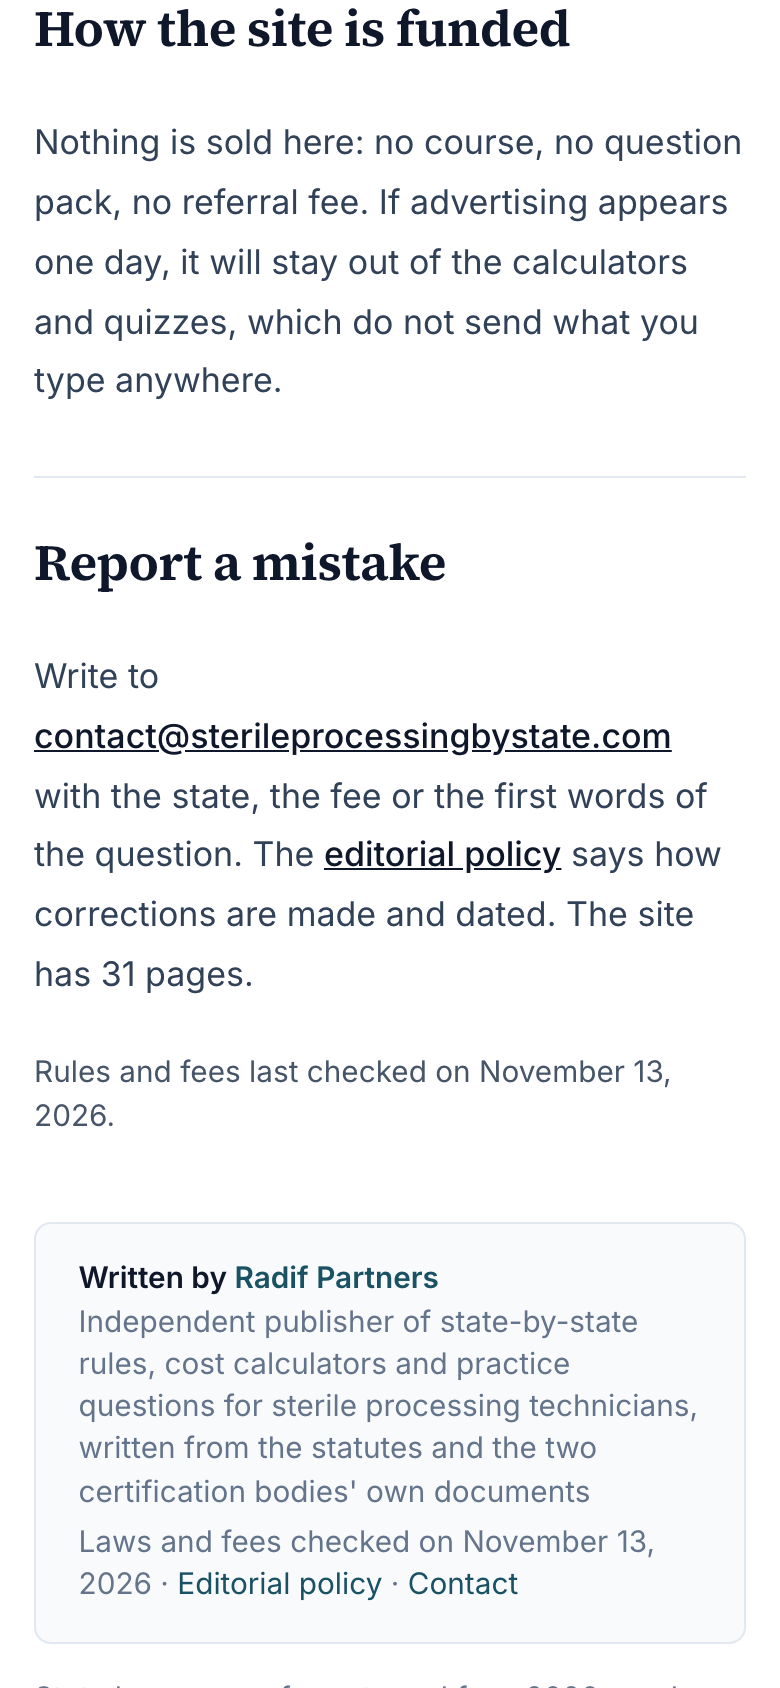 How the site is funded
Nothing is sold here: no course, no question
pack, no referral fee. If advertising appears
one day, it will stay out of the calculators
and quizzes, which do not send what you
type anywhere.
Report a mistake
Write to
contact@sterileprocessingbystate.com
with the state, the fee or the first words of
the question. The editorial policy says how
corrections are made and dated. The site
has 31 pages.
Rules and fees last checked on November 13,
2026.
Written by Radif Partners
Independent publisher of state-by-state
rules, cost calculators and practice
questions for sterile processing technicians,
written from the statutes and the two
certification bodies' own documents
Laws and fees checked on November 13,
2026 · Editorial policy · Contact